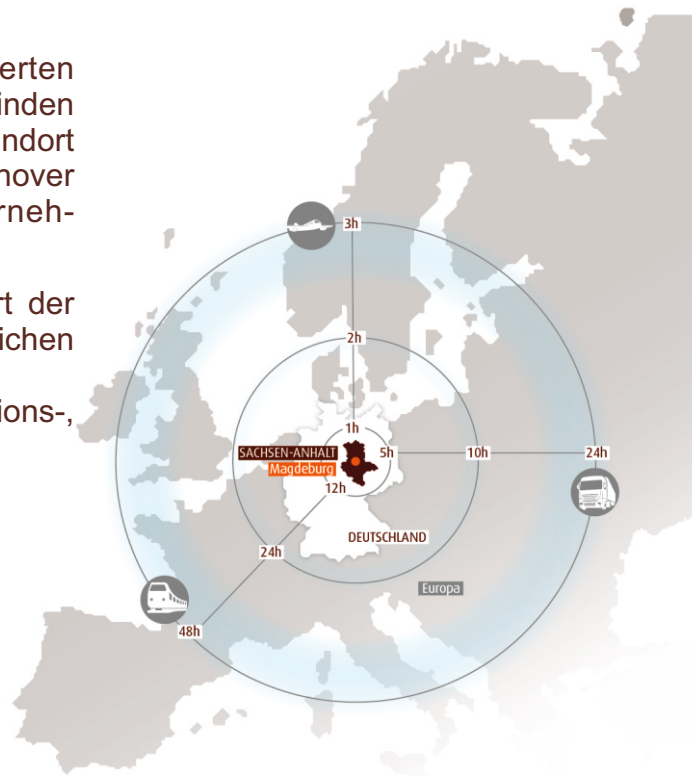 erten
inden
ndort
nover
rneh-
rt der
ichen
ions-,
3h
2h
1h
SACHSEN-ANHALT
5h
10h
24h
Magdeburg
12h
DEUTSCHLAND
24h
Europa
48h